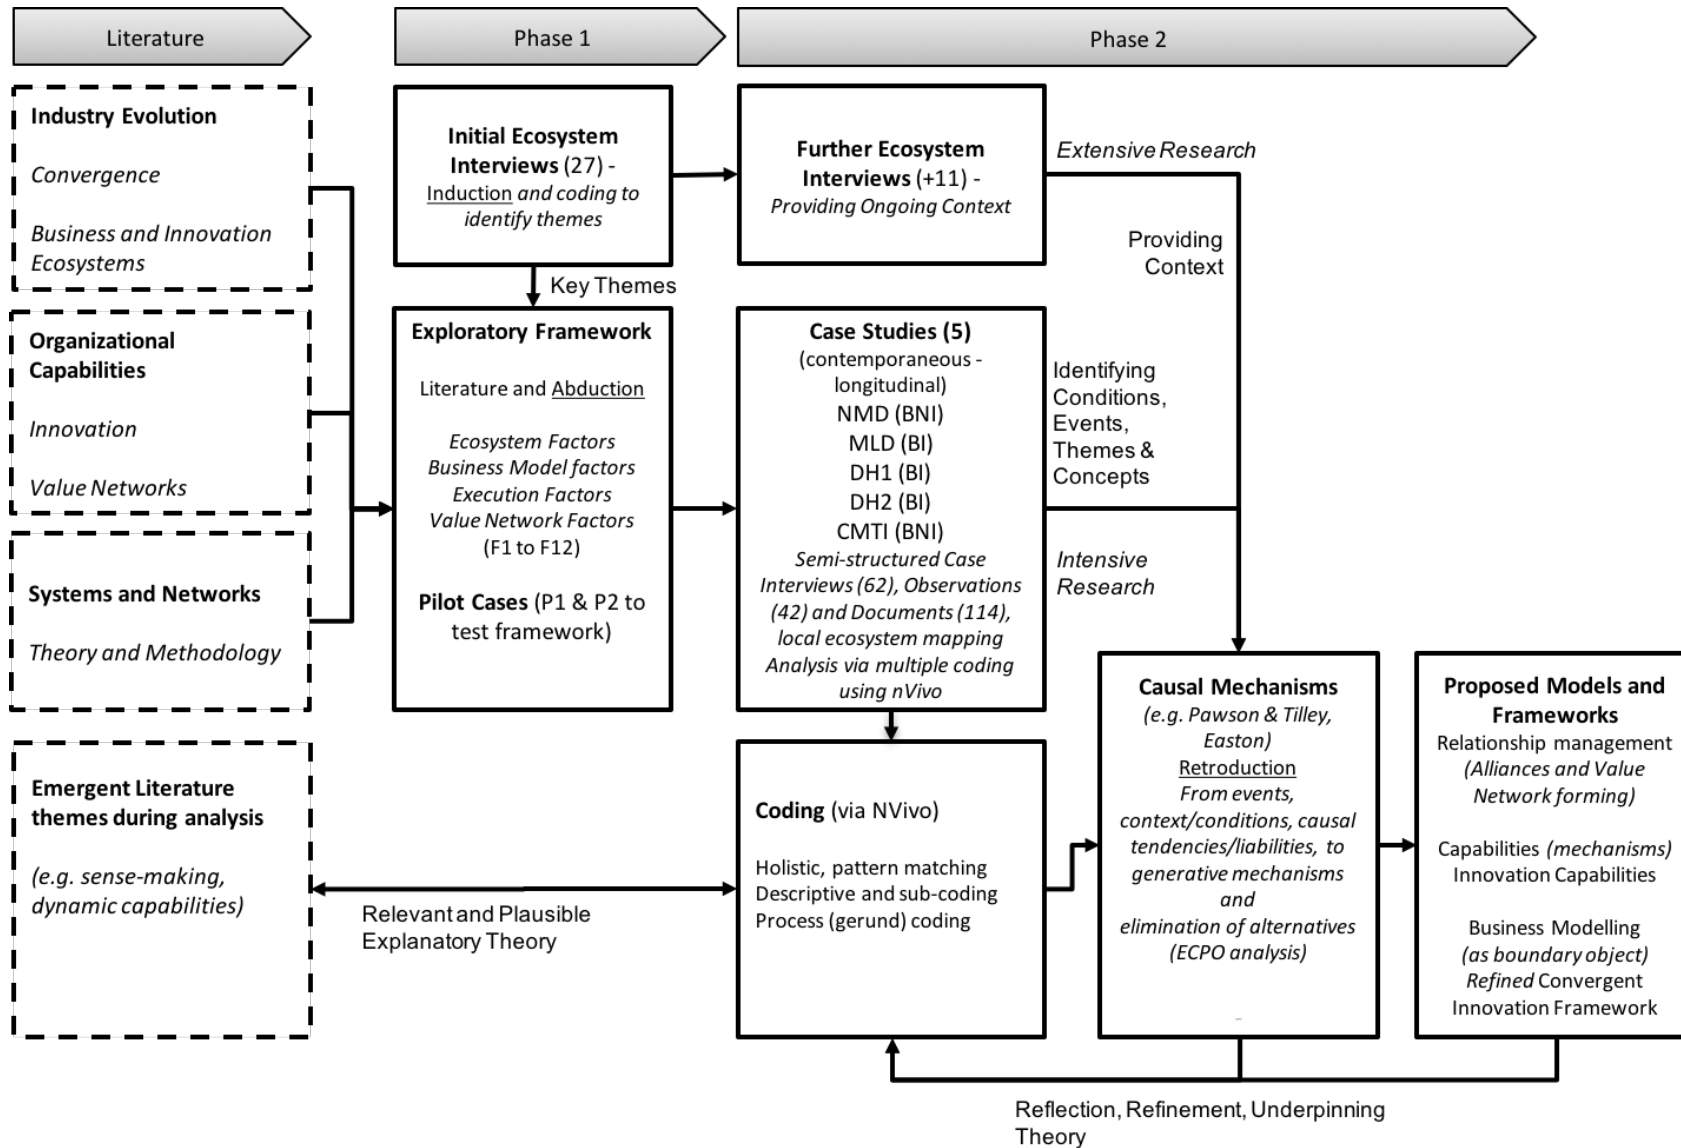 Literature
Phase 1
Phase 2
Industry Evolution
Convergence
Business and Innovation
Ecosystems
Organizational
Capabilities
Innovation
Value Networks
Systems and Networks
Theory and Methodology
Emergent Literature
themes during analysis
(e.g. sense-making,
dynamic capabilities)
Initial Ecosystem
Interviews (27) -
Induction and coding to
identify themes
Key Themes
Exploratory Framework
Literature and Abduction
Ecosystem Factors
Business Model factors
Execution Factors
Value Network Factors
(F1 to F12)
Pilot Cases (P1 & P2 to
test framework)
Relevant and Plausible
Explanatory Theory
Further Ecosystem
Interviews (+11) -
Providing Ongoing Context
Case Studies (5)
(contemporaneous -
longitudinal)
NMD (BNI)
MLD (BI)
DH1 (BI)
DH2 (BI)
CMTI (BNI)
Semi-structured Case
Interviews (62), Observations
(42) and Documents (114),
local ecosystem mapping
Analysis via multiple coding
using nVivo
Coding (via NVivo)
Holistic, pattern matching
Descriptive and sub-coding
Process (gerund) coding
Extensive Research
Providing
Context
Identifying
Conditions,
Events,
Themes &
Concepts
Intensive
Research
Causal Mechanisms
(e.g. Pawson & Tilley,
Easton)
Retroduction
From events,
context/conditions, causal
tendencies/liabilities, to
generative mechanisms
and
elimination of alternatives
(ECPO analysis)
Proposed Models and
Frameworks
Relationship management
(Alliances and Value
Network forming)
Capabilities (mechanisms)
Innovation Capabilities
Business Modelling
(as boundary object)
Refined Convergent
Innovation Framework
Reflection, Refinement, Underpinning
Theory